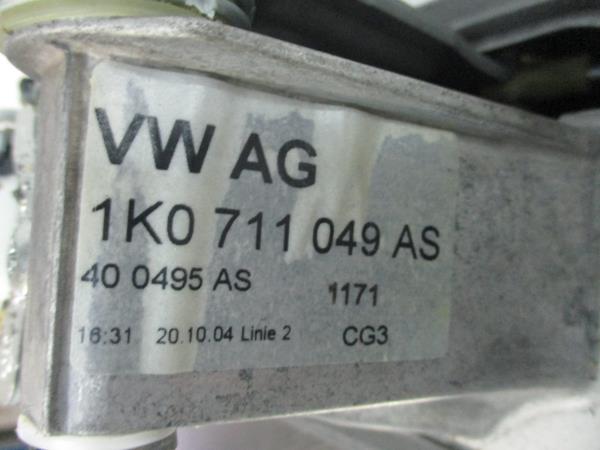 VW AG
1K0 711 049 AS
40 0495 AS 1171
16:31 20.10.04 Linie 2 CG3